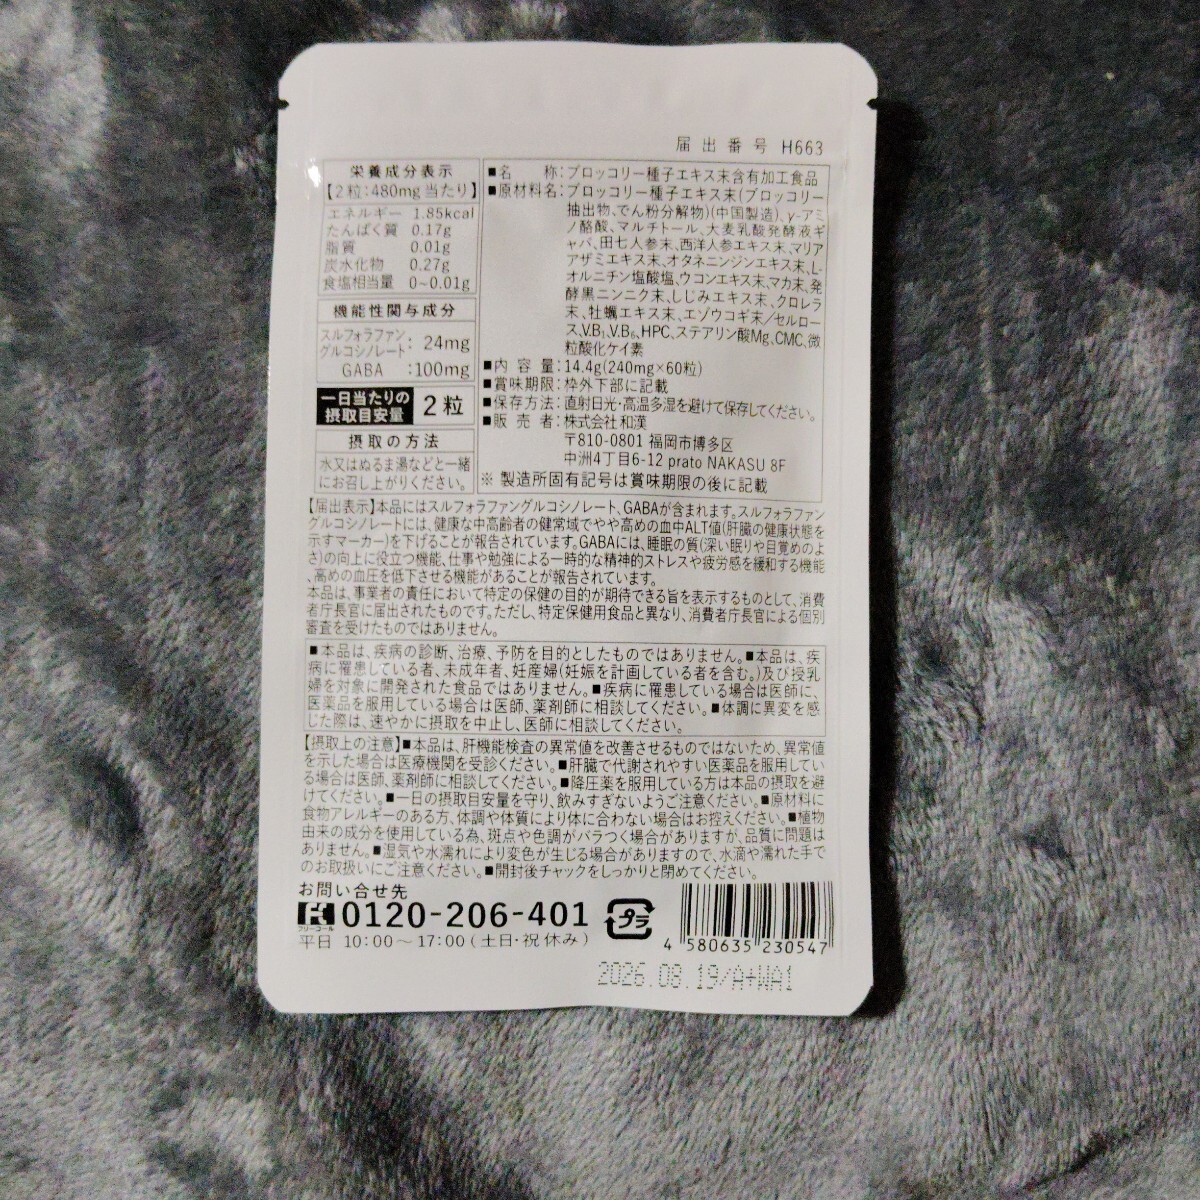 届出番号 H663
栄養成分表示
【2粒:480mg当たり】
エネルギー 1.85kcal
たんぱく質 0.17g
脂質 0.01g
炭水化物 0.27g
食塩相当量 0~0.01g
機能性関与成分
スルフォラファン
グルコシノレート : 24mg
GABA :100mg
一日当たりの
摂取目安量 2粒
摂取の方法
水又はぬるま湯などと一緒
にお召し上がりください。
■名 称:ブロッコリー種子エキス末含有加工食品
■原材料名:ブロッコリー種子エキス末(ブロッコリー
抽出物、でん粉分解物)(中国製造)、γ-アミ
ノ酪酸、マルチトール、大麦乳酸発酵液ギ
ャバ、田七人参末、西洋人参エキス末、マリア
アザミエキス末、オタネニンジンエキス末、L-
オルニチン塩酸塩、ウコンエキス末、マカ末、発
酵黒ニンニク末、しじみエキス末、クロレラ
末、牡蠣エキス末、エゾウコギ末/セルロー
ス、V.B₁、V.B₆、HPC、ステアリン酸Mg、CMC、微
粒酸化ケイ素
■内容量:14.4g(240mg×60粒)
■賞味期限:枠外下部に記載
■保存方法:直射日光・高温多湿を避けて保存してください。
■販売者:株式会社 和漢
〒810-0801 福岡市博多区
中洲4丁目6-12 prato NAKASU 8F
※ 製造所固有記号は賞味期限の後に記載
【届出表示】本品にはスルフォラファングルコシノレート、GABAが含まれます。スルフォラファン
グルコシノレートには、健康な中高齢者の健常域でやや高めの血中ALT値(肝臓の健康状態を
示すマーカー)を下げることが報告されています。GABAには、睡眠の質(深い眠りや目覚めのよ
さ)の向上に役立つ機能、仕事や勉強による一時的な精神的ストレスや疲労感を緩和する機能
、高めの血圧を低下させる機能があることが報告されています。
本品は、事業者の責任において特定の保健の目的が期待できる旨を表示するものとして、消費
者庁長官に届出されたものです。ただし、特定保健用食品と異なり、消費者庁長官による個別
審査を受けたものではありません。
■本品は、疾病の診断、治療、予防を目的としたものではありません。■本品は、疾
病に罹患している者、未成年者、妊産婦(妊娠を計画している者を含む。)及び授乳
婦を対象に開発された食品ではありません。■疾病に罹患している場合は医師に、
医薬品を服用している場合は医師、薬剤師に相談してください。■体調に異変を感
じた際は、速やかに摂取を中止し、医師に相談してください。
【摂取上の注意】■本品は、肝機能検査の異常値を改善させるものではないため、異常値
を示した場合は医療機関を受診ください。■肝臓で代謝されやすい医薬品を服用してい
る場合は医師、薬剤師に相談してください。■降圧薬を服用している方は本品の摂取を避
けてください。■一日の摂取目安量を守り、飲みすぎないようご注意ください。■原材料に
食物アレルギーのある方、体調や体質により体に合わない場合はお控えください。■植物
由来の成分を使用している為、斑点や色調がバラつく場合がありますが、品質に問題は
ありません。■湿気や水濡れにより変色が生じる場合がありますので、水滴や濡れた手で
のお取扱いにご注意ください。■開封後チャックをしっかりと閉めてください。
お問い合せ先
フリーコール 0120-206-401
平日 10:00~17:00(土日・祝休み)
プラ
4 580635 230547
2026.08.19/A+WA1